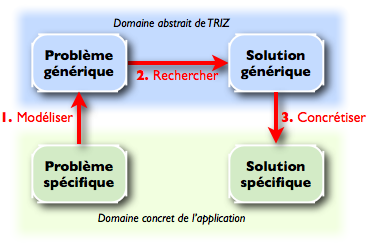 Domaine abstrait de TRIZ
Problème
générique
Solution
générique
2. Rechercher
1. Modéliser
3. Concrétiser
Problème
spécifique
Solution
spécifique
Domaine concret de l'application